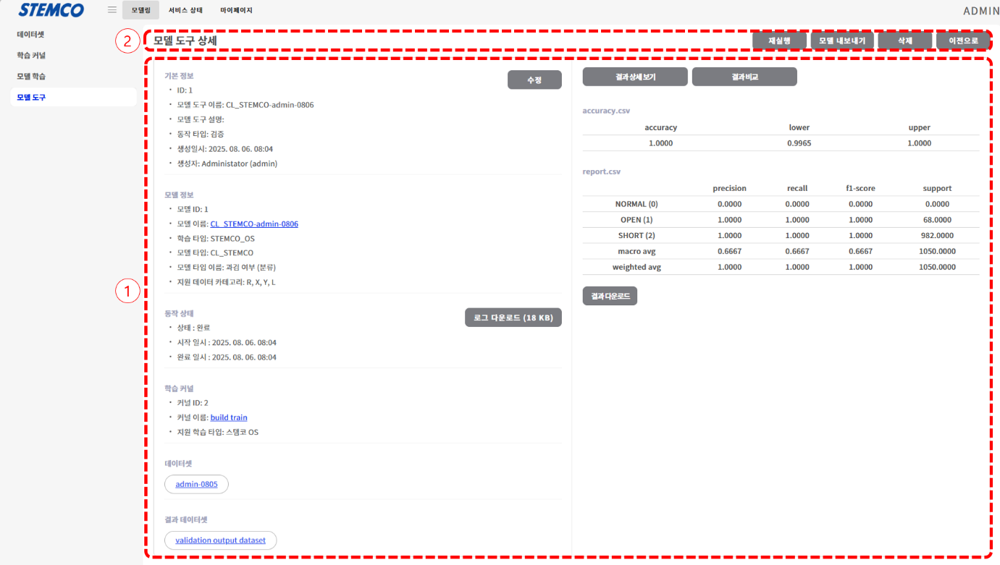 STEMCO
모델링 서비스 상태 마이페이지
ADMIN
데이터셋
학습 커널
모델 학습
모델 도구
②
모델 도구 상세
재실행 모델 내보내기 삭제 이전으로
①
기본 정보
수정
• ID: 1
• 모델 도구 이름: CL_STEMCO-admin-0806
• 모델 도구 설명:
• 동작 타입: 검증
• 생성일시: 2025. 08. 06. 08:04
• 생성자: Administator (admin)
모델 정보
• 모델 ID: 1
• 모델 이름: CL_STEMCO-admin-0806
• 학습 타입: STEMCO_OS
• 모델 타입: CL_STEMCO
• 모델 타입 이름: 과검 여부 (분류)
• 지원 데이터 카테고리: R, X, Y, L
동작 상태
로그 다운로드 (18 KB)
• 상태 : 완료
• 시작 일시 : 2025. 08. 06. 08:04
• 완료 일시 : 2025. 08. 06. 08:04
학습 커널
• 커널 ID: 2
• 커널 이름: build train
• 지원 학습 타입: 스템코 OS
데이터셋
admin-0805
결과 데이터셋
validation output dataset
결과상세보기 결과비교
accuracy.csv
accuracy lower upper
1.0000 0.9965 1.0000
report.csv
precision recall f1-score support
NORMAL (0) 0.0000 0.0000 0.0000 0.0000
OPEN (1) 1.0000 1.0000 1.0000 68.0000
SHORT (2) 1.0000 1.0000 1.0000 982.0000
macro avg 0.6667 0.6667 0.6667 1050.0000
weighted avg 1.0000 1.0000 1.0000 1050.0000
결과다운로드